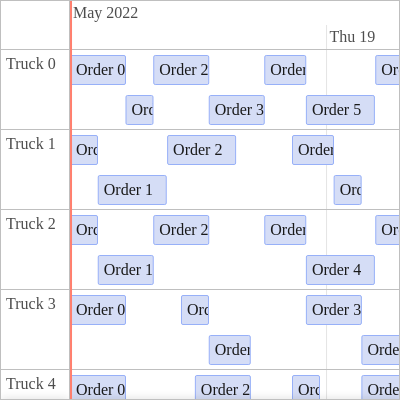 May 2022
Thu 19
Truck 0
Order 0 Order 2 Order Or
Orc Order 3 Order 5
Truck 1
Orc Order 2 Order
Order 1 Orc
Truck 2
Orc Order 2 Order Or
Order 1 Order 4
Truck 3
Order 0 Orc Order 3
Order Orde
Truck 4
Order 0 Order 2 Orc Orde